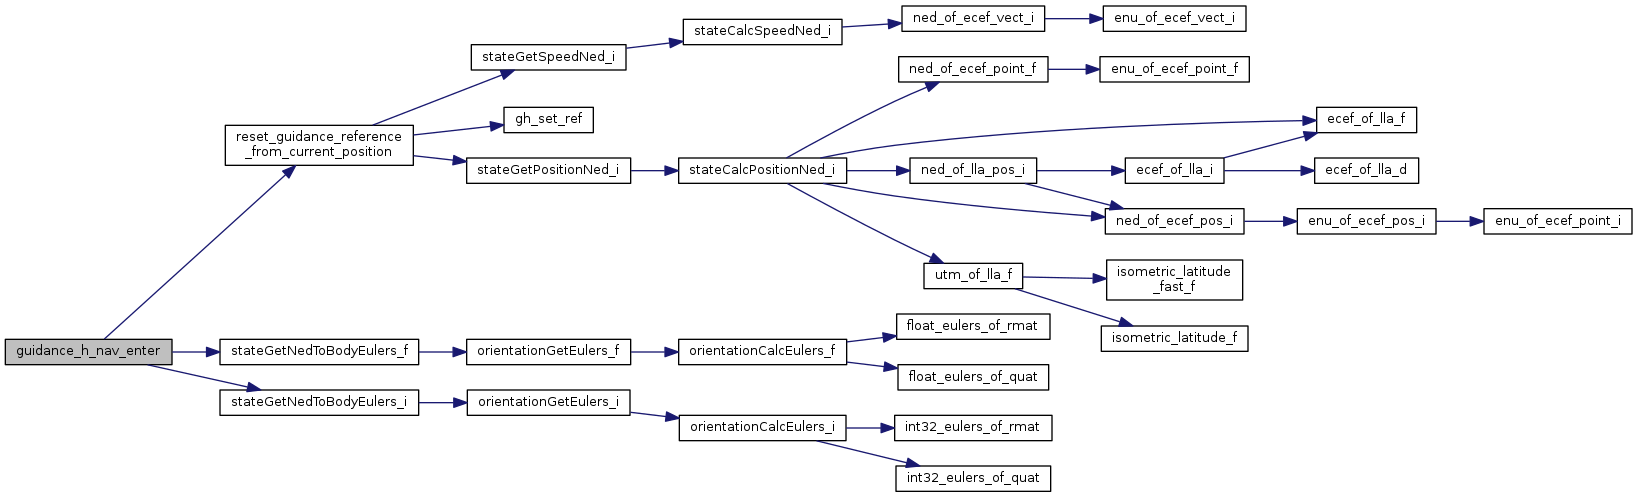 ned_of_ecef_vect_i
enu_of_ecef_vect_i
stateCalcSpeedNed_i
stateGetSpeedNed_i
ned_of_ecef_point_f
enu_of_ecef_point_f
gh_set_ref
ecef_of_lla_f
reset_guidance_reference
_from_current_position
stateGetPositionNed_i
stateCalcPositionNed_i
ned_of_lla_pos_i
ecef_of_lla_i
ecef_of_lla_d
ned_of_ecef_pos_i
enu_of_ecef_pos_i
enu_of_ecef_point_i
utm_of_lla_f
isometric_latitude
_fast_f
isometric_latitude_f
guidance_h_nav_enter
stateGetNedToBodyEulers_f
orientationGetEulers_f
orientationCalcEulers_f
float_eulers_of_rmat
float_eulers_of_quat
stateGetNedToBodyEulers_i
orientationGetEulers_i
orientationCalcEulers_i
int32_eulers_of_rmat
int32_eulers_of_quat